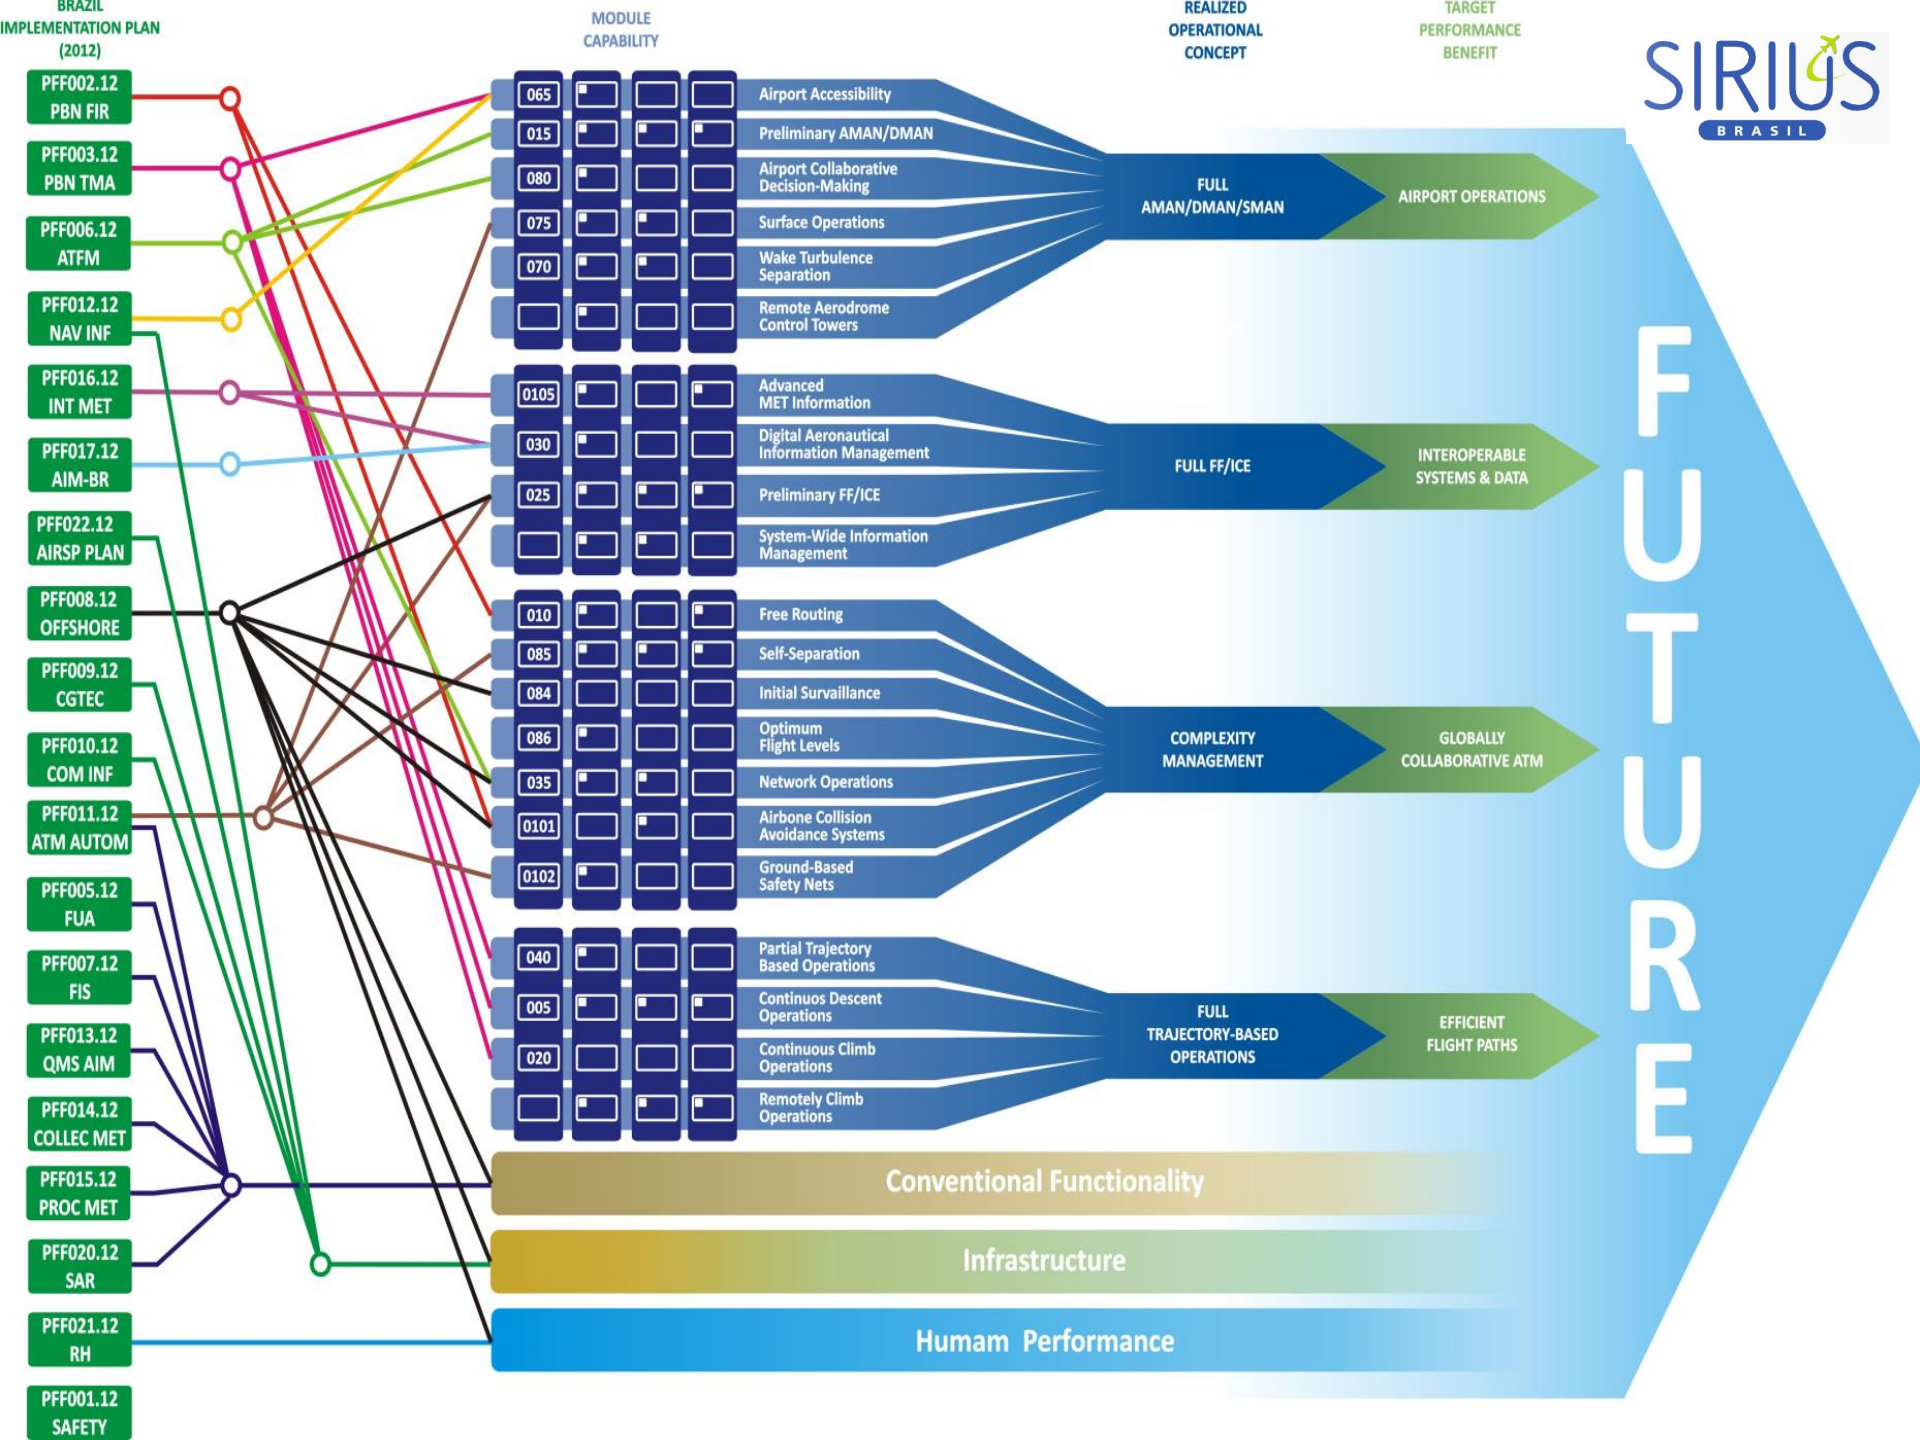 BRAZIL
IMPLEMENTATION PLAN
(2012)
MODULE
CAPABILITY
REALIZED
OPERATIONAL
CONCEPT
TARGET
PERFORMANCE
BENEFIT
SIRIUS
BRASIL
PFF002.12
PBN FIR
PFF003.12
PBN TMA
PFF006.12
ATFM
PFF012.12
NAV INF
PFF016.12
INT MET
PFF017.12
AIM-BR
PFF022.12
AIRSP PLAN
PFF008.12
OFFSHORE
PFF009.12
CGTEC
PFF010.12
COM INF
PFF011.12
ATM AUTOM
PFF005.12
FUA
PFF007.12
FIS
PFF013.12
QMS AIM
PFF014.12
COLLEC MET
PFF015.12
PROC MET
PFF020.12
SAR
PFF021.12
RH
PFF001.12
SAFETY
065
Airport Accessibility
015
Preliminary AMAN/DMAN
080
Airport Collaborative
Decision-Making
075
Surface Operations
070
Wake Turbulence
Separation
Remote Aerodrome
Control Towers
FULL
AMAN/DMAN/SMAN
AIRPORT OPERATIONS
0105
Advanced
MET Information
030
Digital Aeronautical
Information Management
025
Preliminary FF/ICE
System-Wide Information
Management
FULL FF/ICE
INTEROPERABLE
SYSTEMS & DATA
010
Free Routing
085
Self-Separation
084
Initial Survaillance
086
Optimum
Flight Levels
035
Network Operations
0101
Airbone Collision
Avoidance Systems
0102
Ground-Based
Safety Nets
COMPLEXITY
MANAGEMENT
GLOBALLY
COLLABORATIVE ATM
040
Partial Trajectory
Based Operations
005
Continuos Descent
Operations
020
Continuous Climb
Operations
Remotely Climb
Operations
FULL
TRAJECTORY-BASED
OPERATIONS
EFFICIENT
FLIGHT PATHS
Conventional Functionality
Infrastructure
Humam Performance
FUTURE